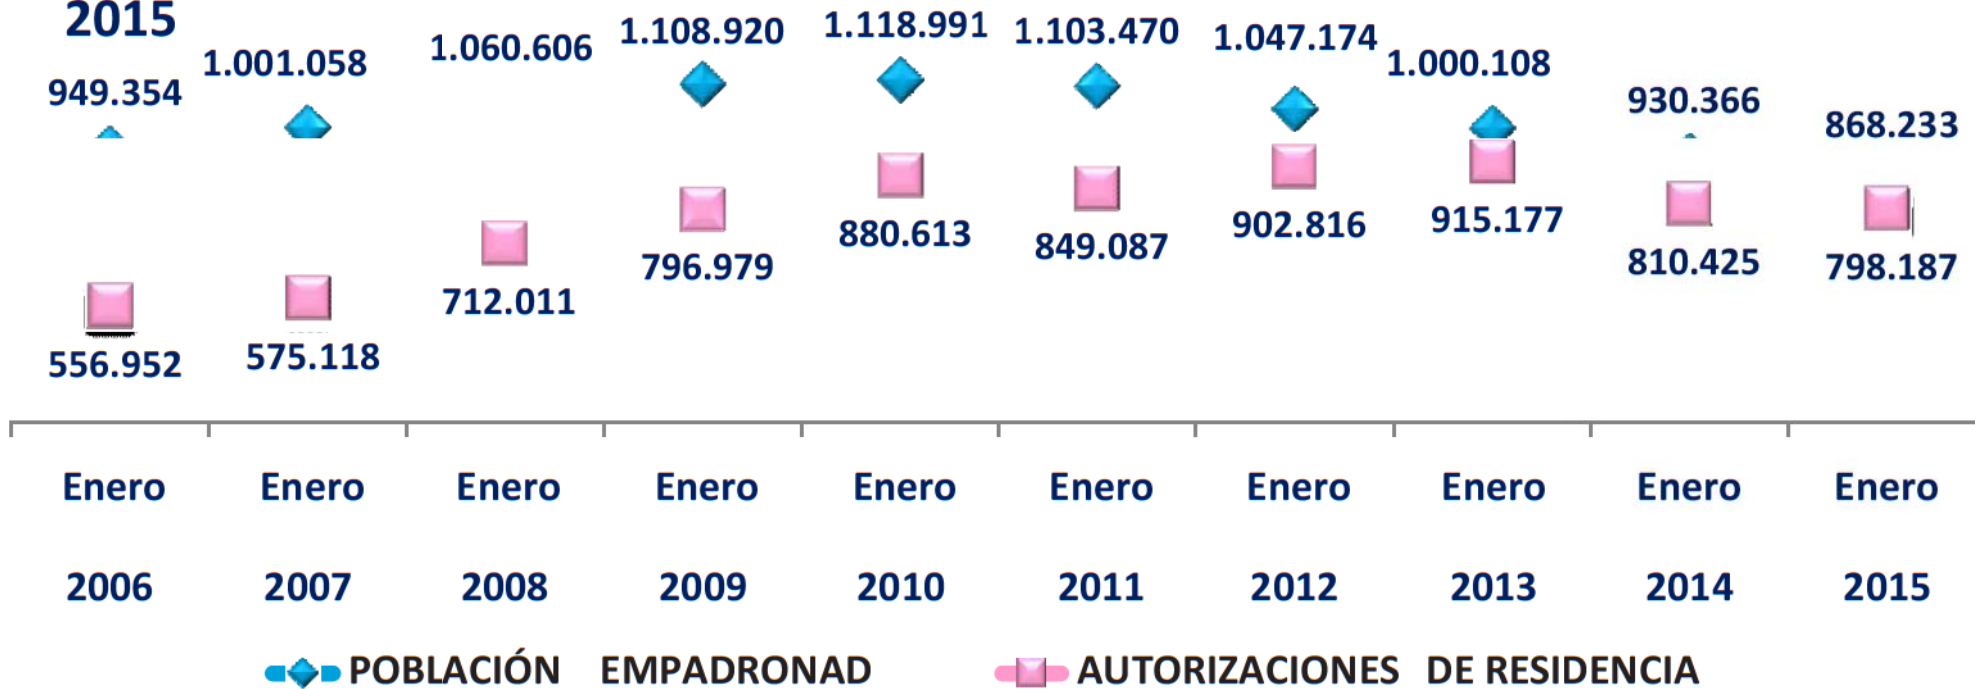 2015
949.354 1.001.058 1.060.606 1.108.920 1.118.991 1.103.470 1.047.174 1.000.108 930.366 868.233
556.952 575.118 712.011 796.979 880.613 849.087 902.816 915.177 810.425 798.187
Enero Enero Enero Enero Enero Enero Enero Enero Enero Enero
2006 2007 2008 2009 2010 2011 2012 2013 2014 2015
POBLACIÓN EMPADRONAD AUTORIZACIONES DE RESIDENCIA